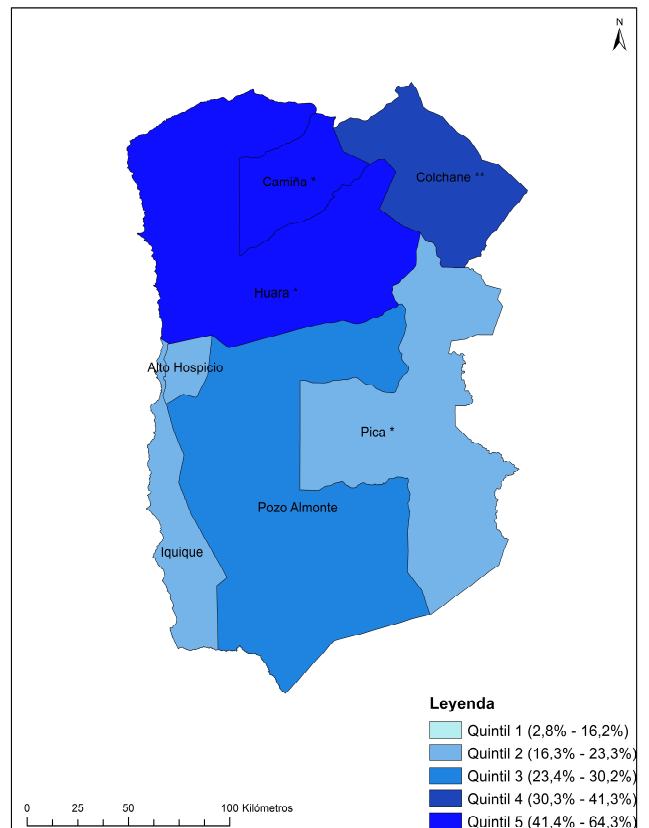 N
Camiña *
Colchane **
Huara *
Alto Hospicio
Pica *
Pozo Almonte
Iquique
Leyenda
Quintil 1 (2,8% - 16,2%)
Quintil 2 (16,3% - 23,3%)
Quintil 3 (23,4% - 30,2%)
Quintil 4 (30,3% - 41,3%)
Quintil 5 (41,4% - 64,3%)
0 25 50 100 Kilómetros